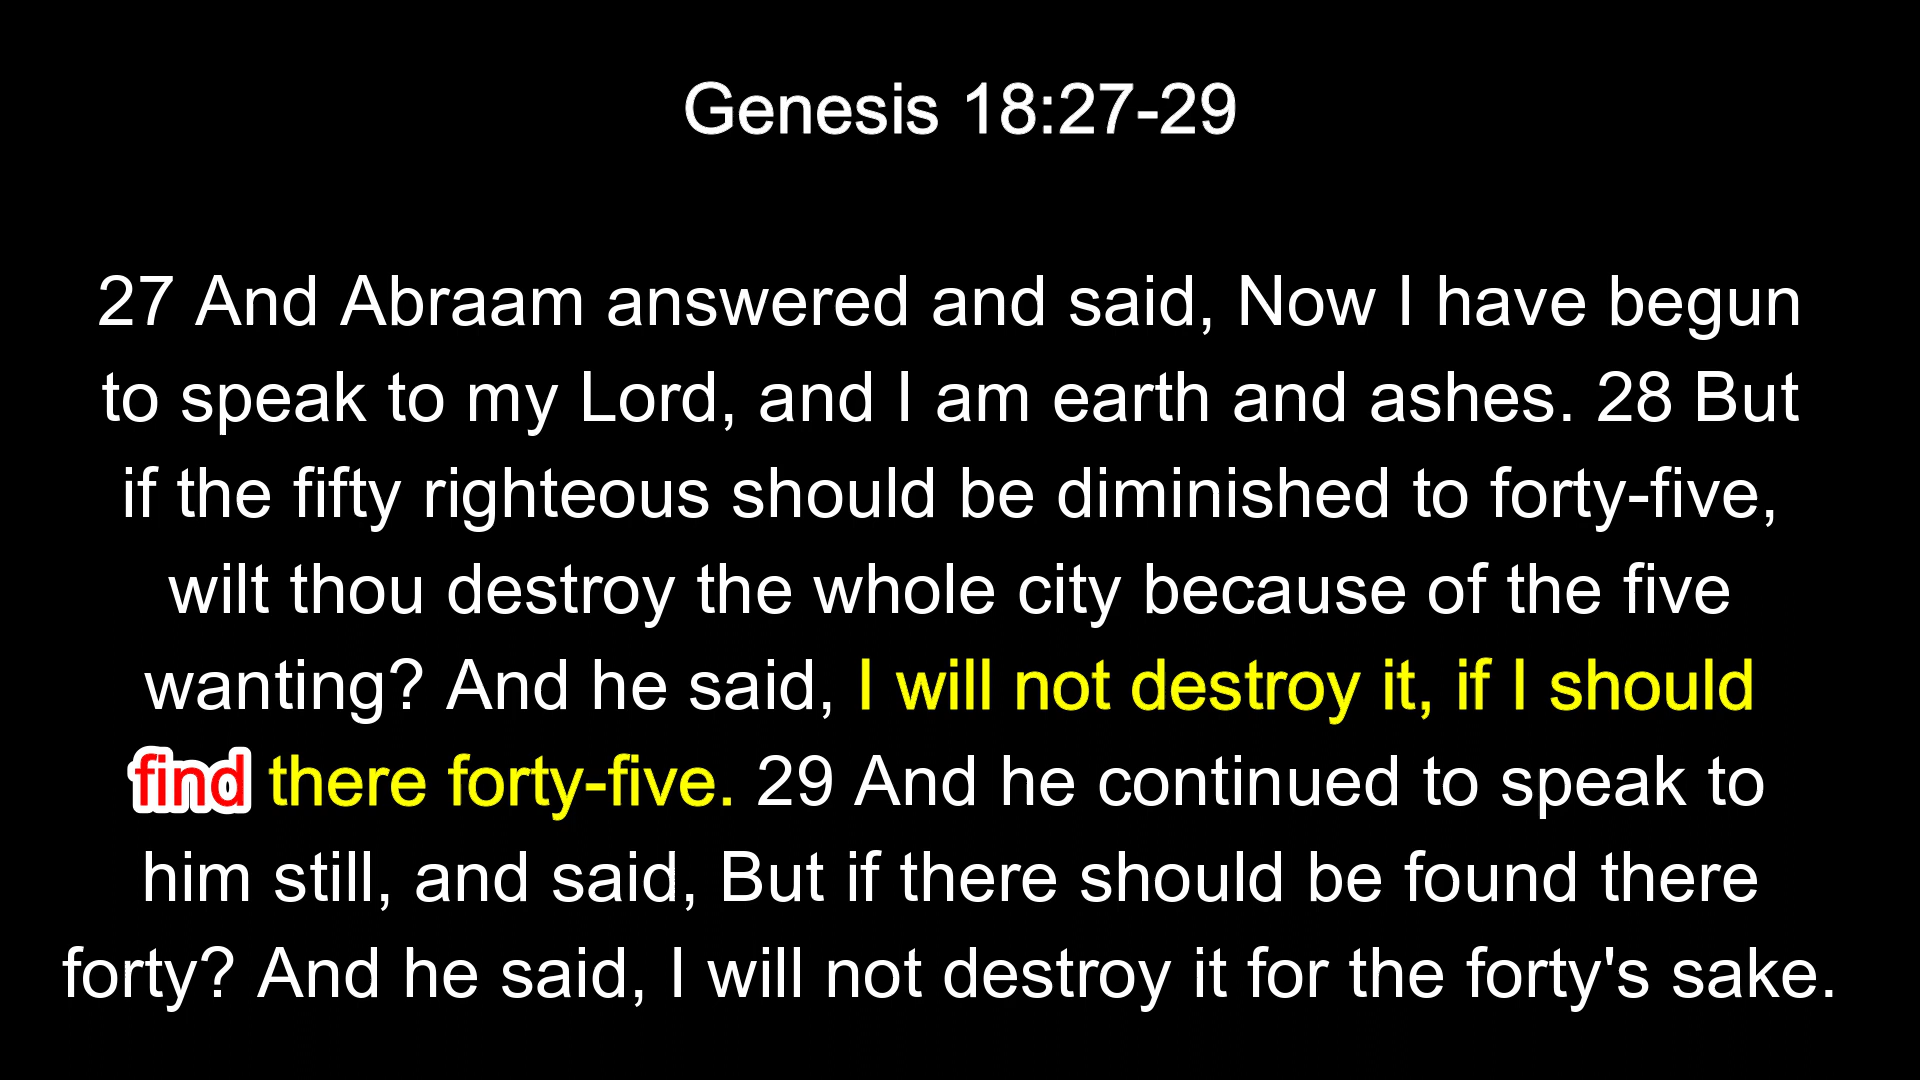 Genesis 18:27-29
27 And Abraam answered and said, Now I have begun
to speak to my Lord, and I am earth and ashes. 28 But
if the fifty righteous should be diminished to forty-five,
wilt thou destroy the whole city because of the five
wanting? And he said, I will not destroy it, if I should
find there forty-five. 29 And he continued to speak to
him still, and said, But if there should be found there
forty? And he said, I will not destroy it for the forty's sake.